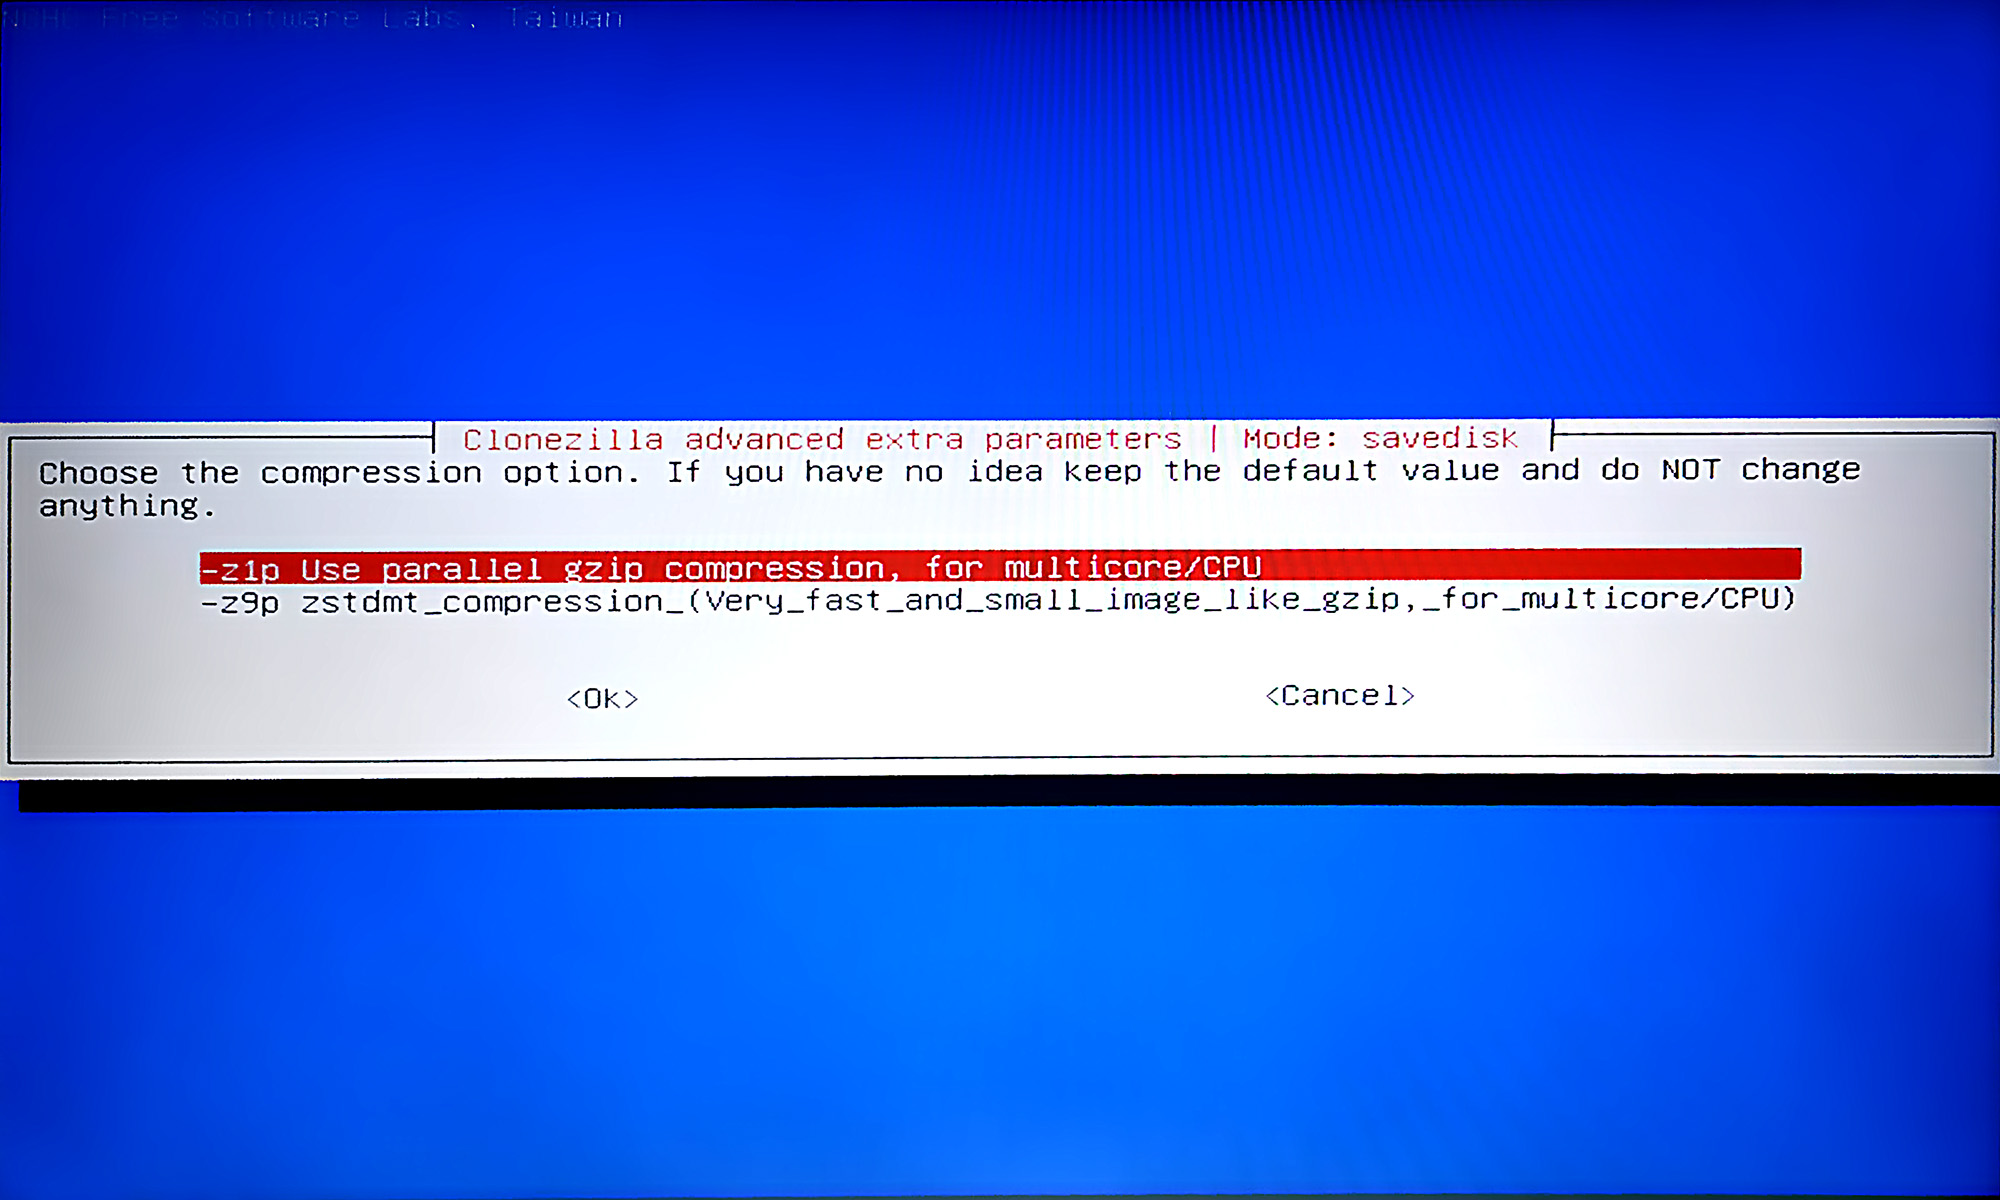 Free Software Labs, Taiwan
Clonezilla advanced extra parameters | Mode: savedisk
Choose the compression option. If you have no idea keep the default value and do NOT change
anything.
-z1p Use parallel gzip compression, for multicore/CPU
-z9p zstdmt_compression_(Very_fast_and_small_image_like_gzip,_for_multicore/CPU)
<Ok> <Cancel>